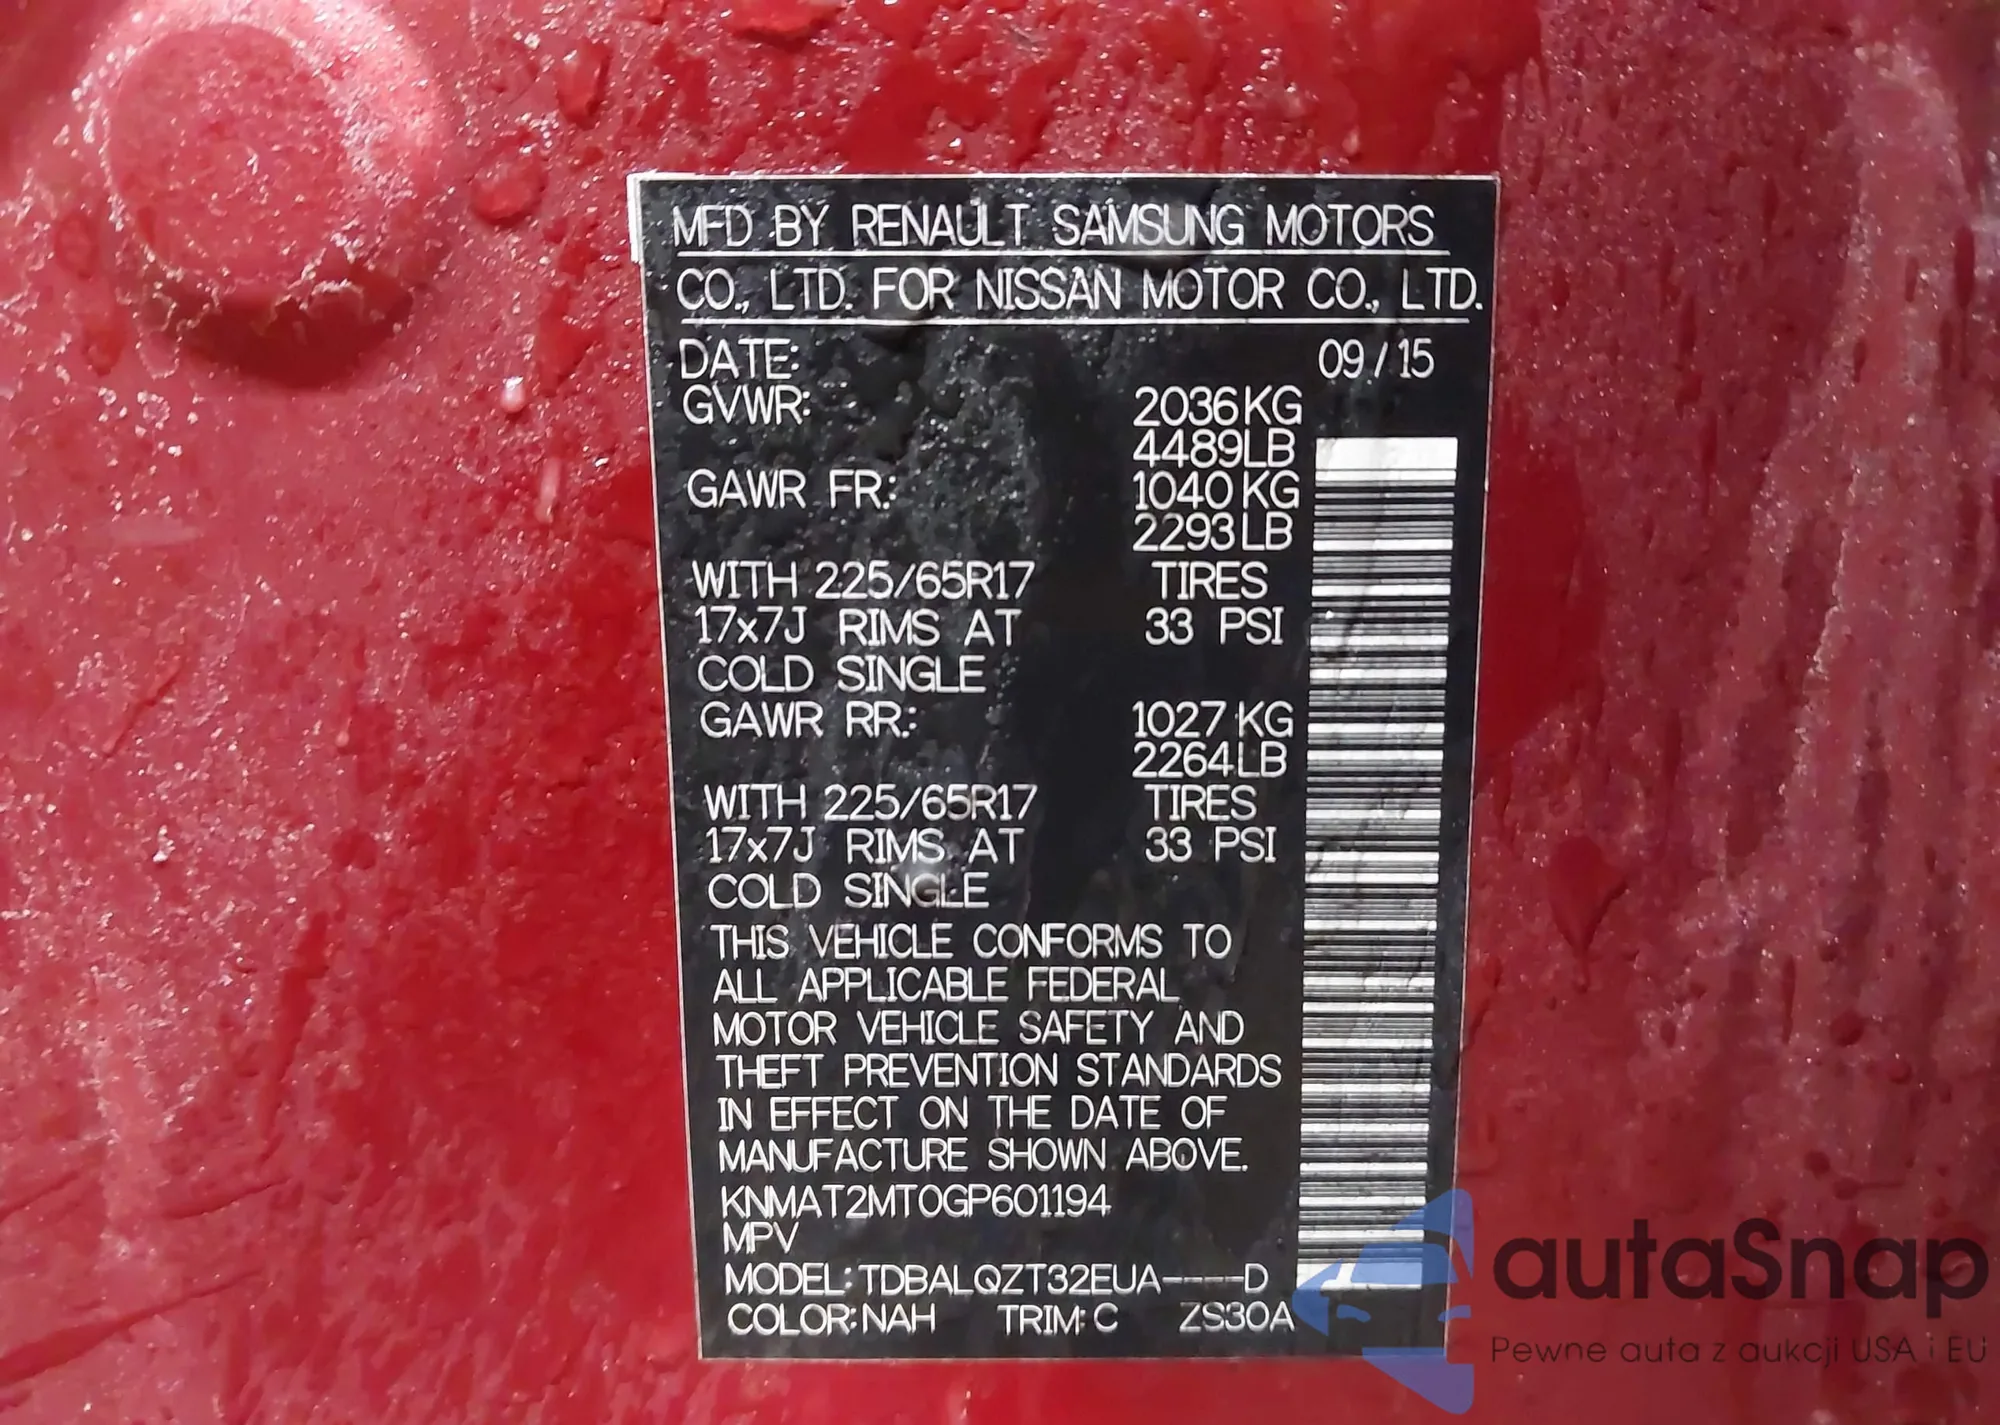 MFD BY RENAULT SAMSUNG MOTORS
CO., LTD. FOR NISSAN MOTOR CO., LTD.
DATE: 09 / 15
GVWR: 2036KG
4489LB
GAWR FR: 1040KG
2293LB
WITH 225/65R17 TIRES
17x7J RIMS AT 33 PSI
COLD SINGLE
GAWR RR: 1027KG
2264LB
WITH 225/65R17 TIRES
17x7J RIMS AT 33 PSI
COLD SINGLE
THIS VEHICLE CONFORMS TO
ALL APPLICABLE FEDERAL
MOTOR VEHICLE SAFETY AND
THEFT PREVENTION STANDARDS
IN EFFECT ON THE DATE OF
MANUFACTURE SHOWN ABOVE.
KNMAT2MT0GP601194
MPV
MODEL: TDBALQZT32EUA----D
COLOR: NAH TRIM: C ZS30A
autaSnap
Pewne auta z aukcji USA i EU